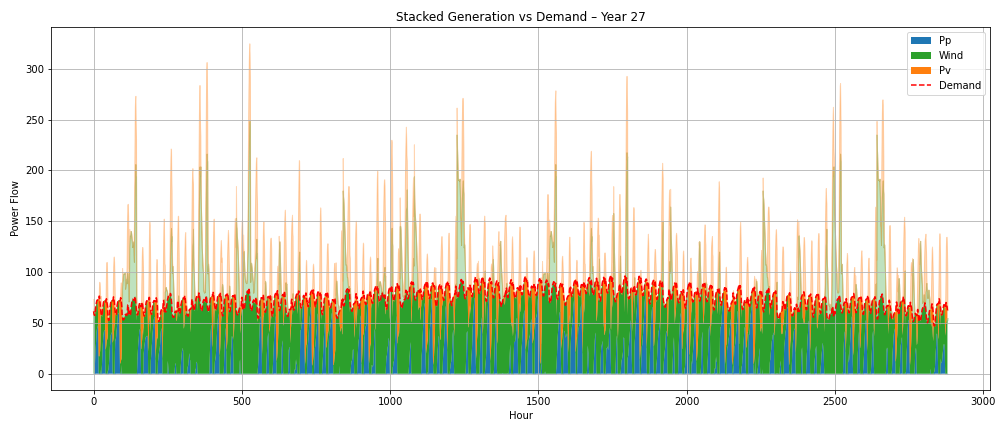 Stacked Generation vs Demand – Year 27
Pp
Wind
Pv
Demand
Power Flow
300
250
200
150
100
50
0
0 500 1000 1500 2000 2500 3000
Hour